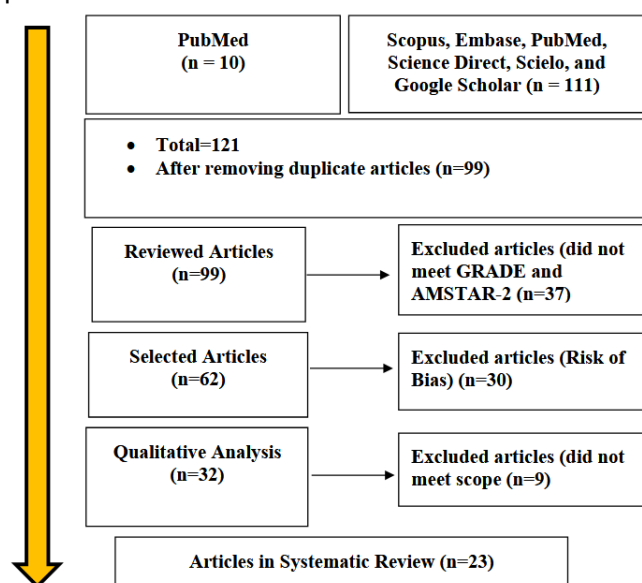 PubMed
(n = 10)
Scopus, Embase, PubMed,
Science Direct, Scielo, and
Google Scholar (n = 111)
• Total=121
• After removing duplicate articles (n=99)
Reviewed Articles
(n=99)
Excluded articles (did not
meet GRADE and
AMSTAR-2 (n=37)
Selected Articles
(n=62)
Excluded articles (Risk of
Bias) (n=30)
Qualitative Analysis
(n=32)
Excluded articles (did not
meet scope (n=9)
Articles in Systematic Review (n=23)